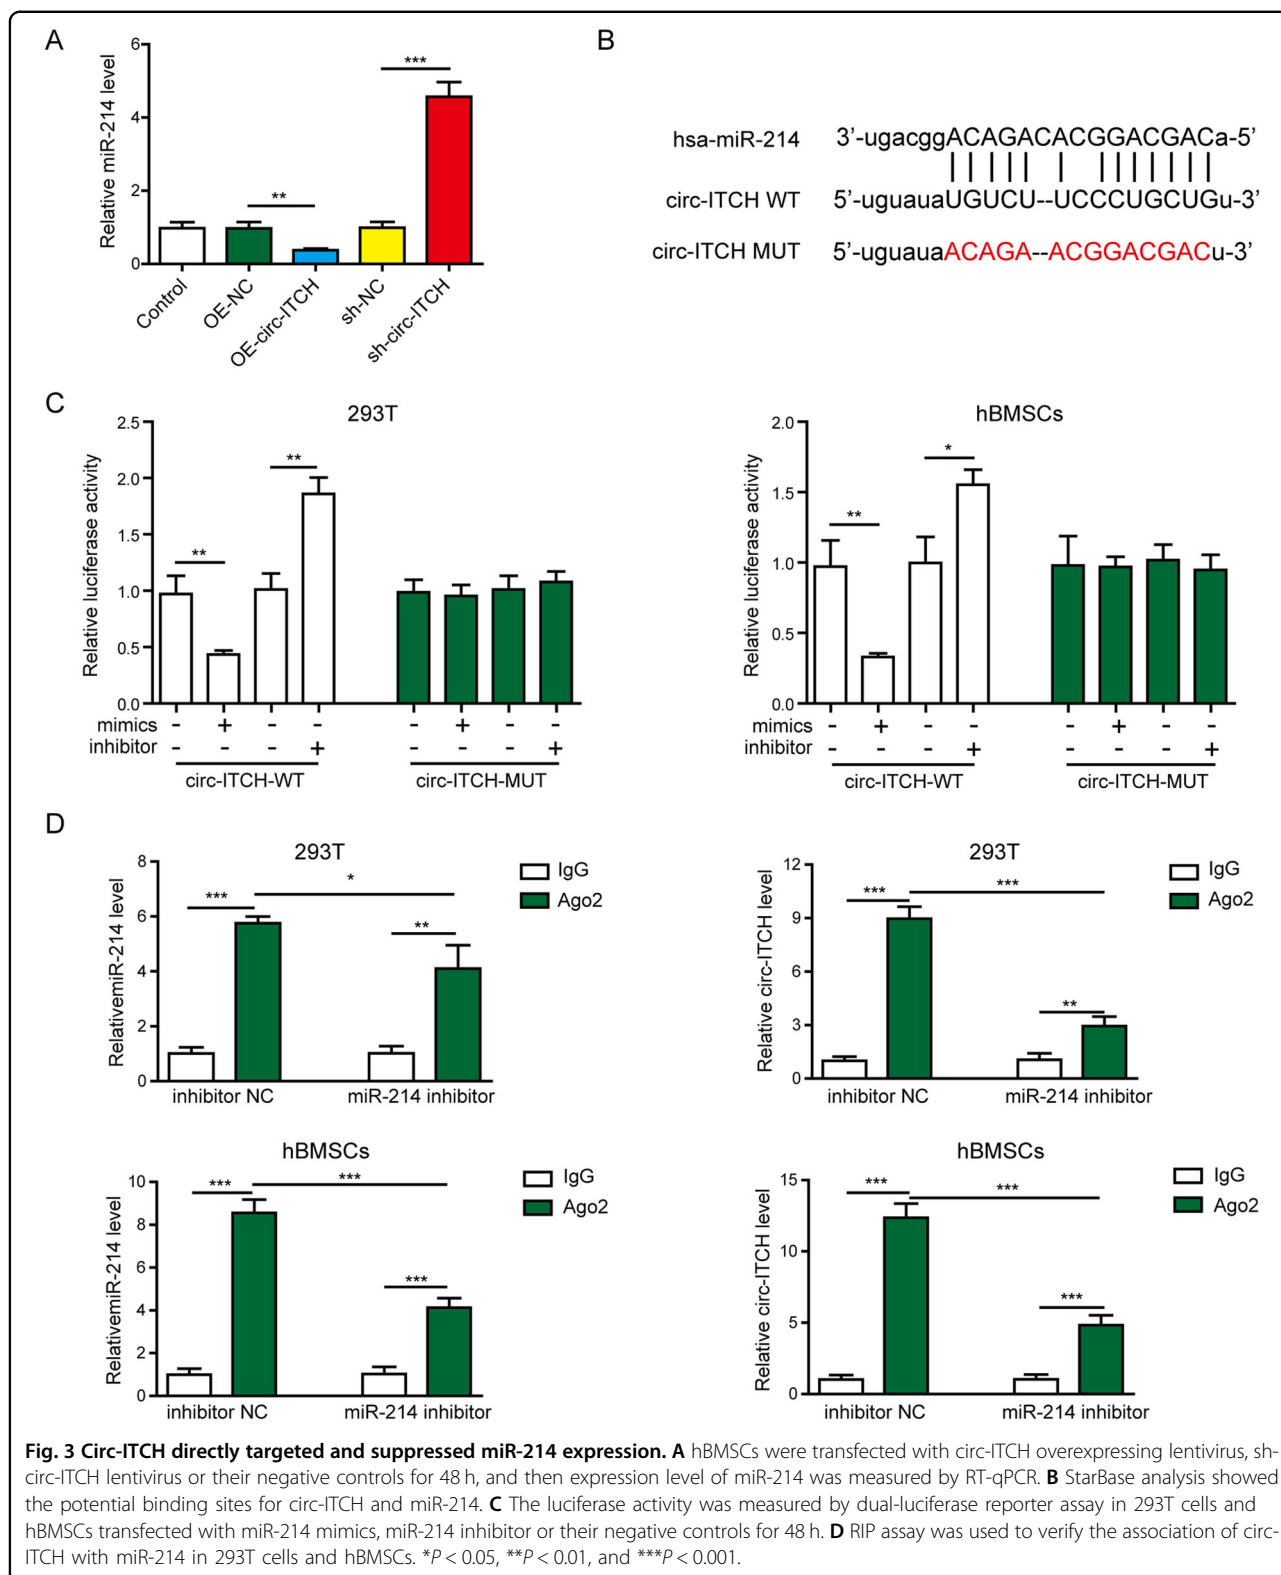 A
Relative miR-214 level
6
4
2
0
**
***
Control
OE-NC
OE-circ-ITCH
sh-NC
sh-circ-ITCH
B
hsa-miR-214 3’-ugacggACAGACACGGACGACa-5’
circ-ITCH WT 5’-uguauaUGUCU--UCCCUGCUGu-3’
circ-ITCH MUT 5’-uguauaACAGA--ACGGACGACu-3’
C
293T
Relative luciferase activity
2.5
2.0
1.5
1.0
0.5
0.0
**
**
mimics - + - - - + - -
inhibitor - - - + - - - +
circ-ITCH-WT circ-ITCH-MUT
hBMSCs
Relative luciferase activity
2.0
1.5
1.0
0.5
0.0
**
*
mimics - + - - - + - -
inhibitor - - - + - - - +
circ-ITCH-WT circ-ITCH-MUT
D
293T
RelativemiR-214 level
8
6
4
2
0
***
*
**
IgG
Ago2
inhibitor NC miR-214 inhibitor
293T
Relative circ-ITCH level
12
9
6
3
0
***
***
**
IgG
Ago2
inhibitor NC miR-214 inhibitor
hBMSCs
RelativemiR-214 level
10
8
6
4
2
0
***
***
***
IgG
Ago2
inhibitor NC miR-214 inhibitor
hBMSCs
Relative circ-ITCH level
15
10
5
0
***
***
***
IgG
Ago2
inhibitor NC miR-214 inhibitor
Fig. 3 Circ-ITCH directly targeted and suppressed miR-214 expression. A hBMSCs were transfected with circ-ITCH overexpressing lentivirus, sh-
circ-ITCH lentivirus or their negative controls for 48 h, and then expression level of miR-214 was measured by RT-qPCR. B StarBase analysis showed
the potential binding sites for circ-ITCH and miR-214. C The luciferase activity was measured by dual-luciferase reporter assay in 293T cells and
hBMSCs transfected with miR-214 mimics, miR-214 inhibitor or their negative controls for 48 h. D RIP assay was used to verify the association of circ-
ITCH with miR-214 in 293T cells and hBMSCs. *P < 0.05, **P < 0.01, and ***P < 0.001.